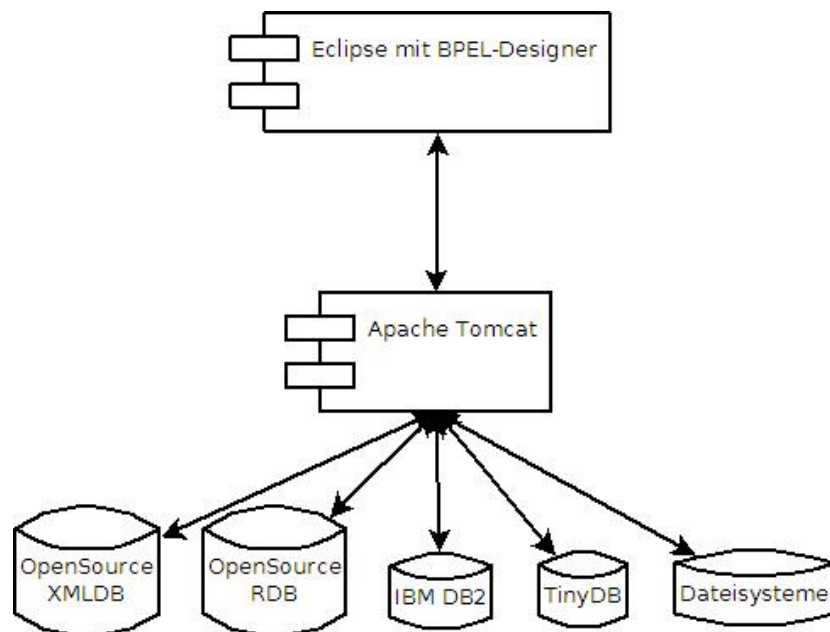 Eclipse mit BPEL-Designer
Apache Tomcat
OpenSource
XMLDB
OpenSource
RDB
IBM DB2
TinyDB
Dateisysteme